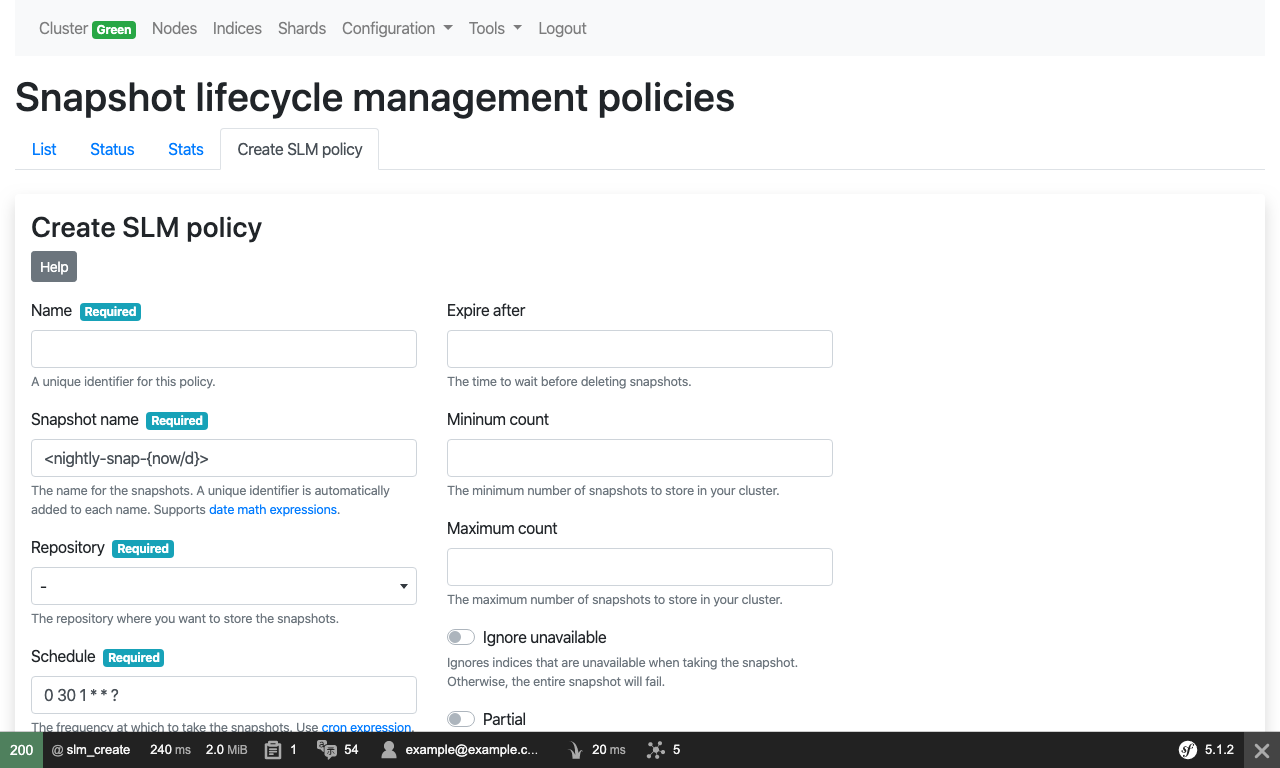 Cluster Green Nodes Indices Shards Configuration Tools Logout
Snapshot lifecycle management policies
List Status Stats Create SLM policy
Create SLM policy
Help
Name Required
A unique identifier for this policy.
Snapshot name Required
<nightly-snap-{now/d}>
The name for the snapshots. A unique identifier is automatically
added to each name. Supports date math expressions.
Repository Required
-
The repository where you want to store the snapshots.
Schedule Required
0 30 1 * * ?
The frequency at which to take the snapshots. Use cron expression.
Expire after
The time to wait before deleting snapshots.
Mininum count
The minimum number of snapshots to store in your cluster.
Maximum count
The maximum number of snapshots to store in your cluster.
Ignore unavailable
Ignores indices that are unavailable when taking the snapshot.
Otherwise, the entire snapshot will fail.
Partial
200 @ slm_create 240 ms 2.0 MiB 1 54 example@example.c... 20 ms 5 sf 5.1.2